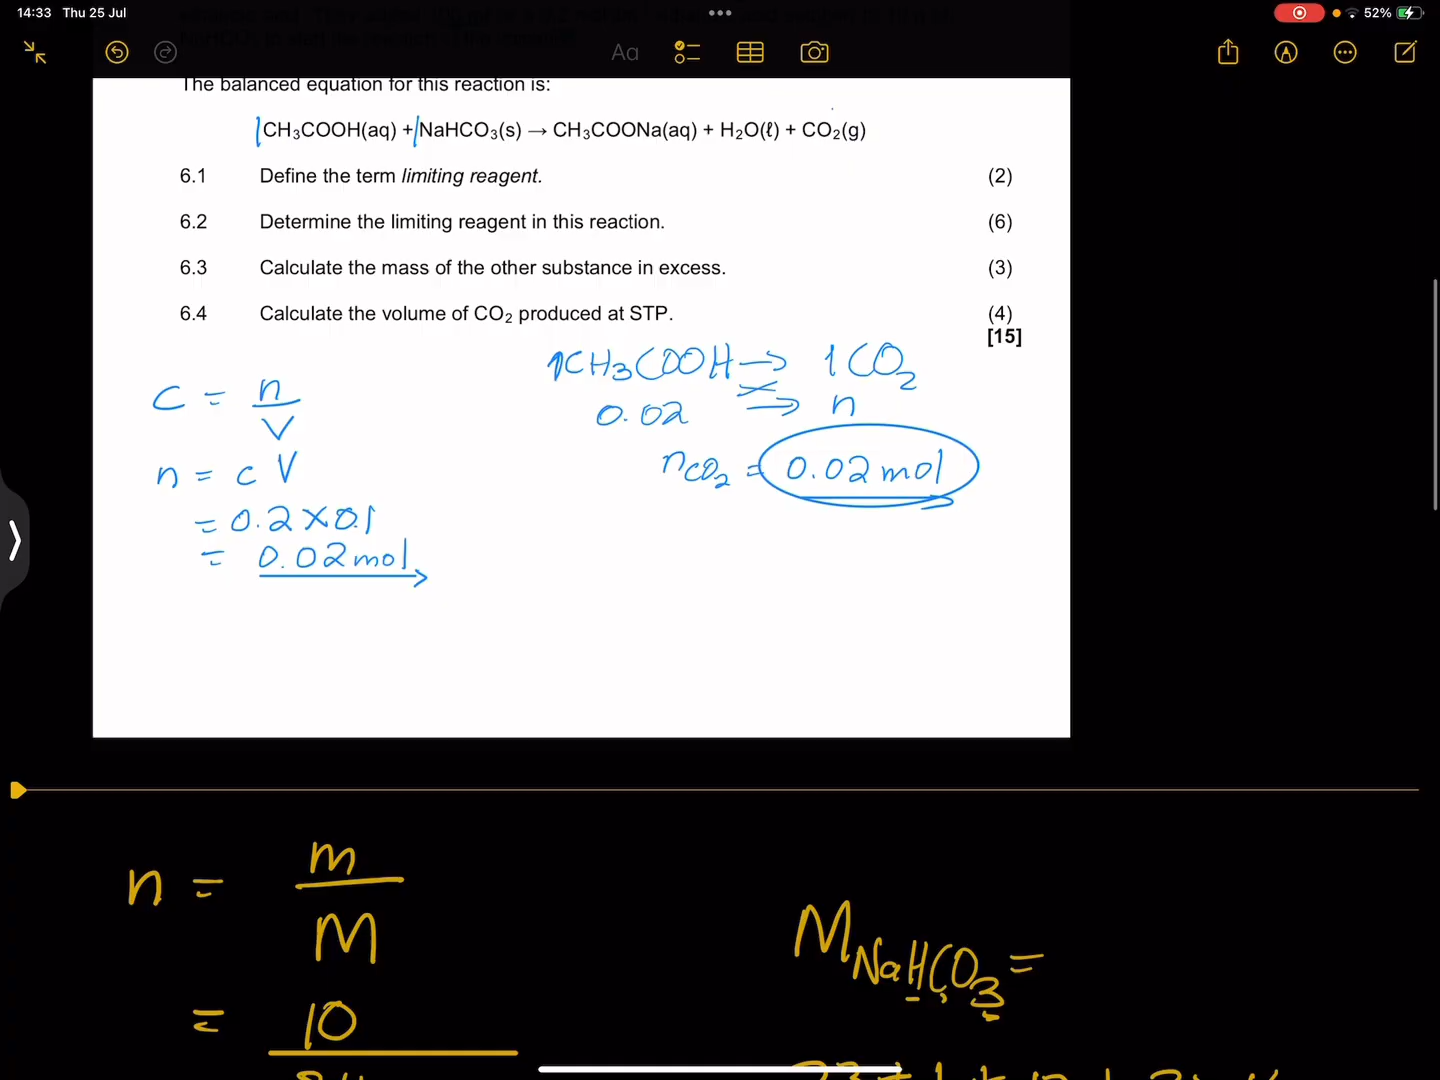 14:33 Thu 25 Jul
52%
Aa
The balanced equation for this reaction is:
|CH₃COOH(aq) + |NaHCO₃(s) → CH₃COONa(aq) + H₂O(ℓ) + CO₂(g)
6.1 Define the term limiting reagent. (2)
6.2 Determine the limiting reagent in this reaction. (6)
6.3 Calculate the mass of the other substance in excess. (3)
6.4 Calculate the volume of CO₂ produced at STP. (4)
[15]
1CH₃COOH → 1CO₂
0.02 → n
nCO₂ = 0.02 mol
C = n/V
n = c V
= 0.2 × 0.1
= 0.02 mol
n = m/M
= 10
M NaHCO₃ =